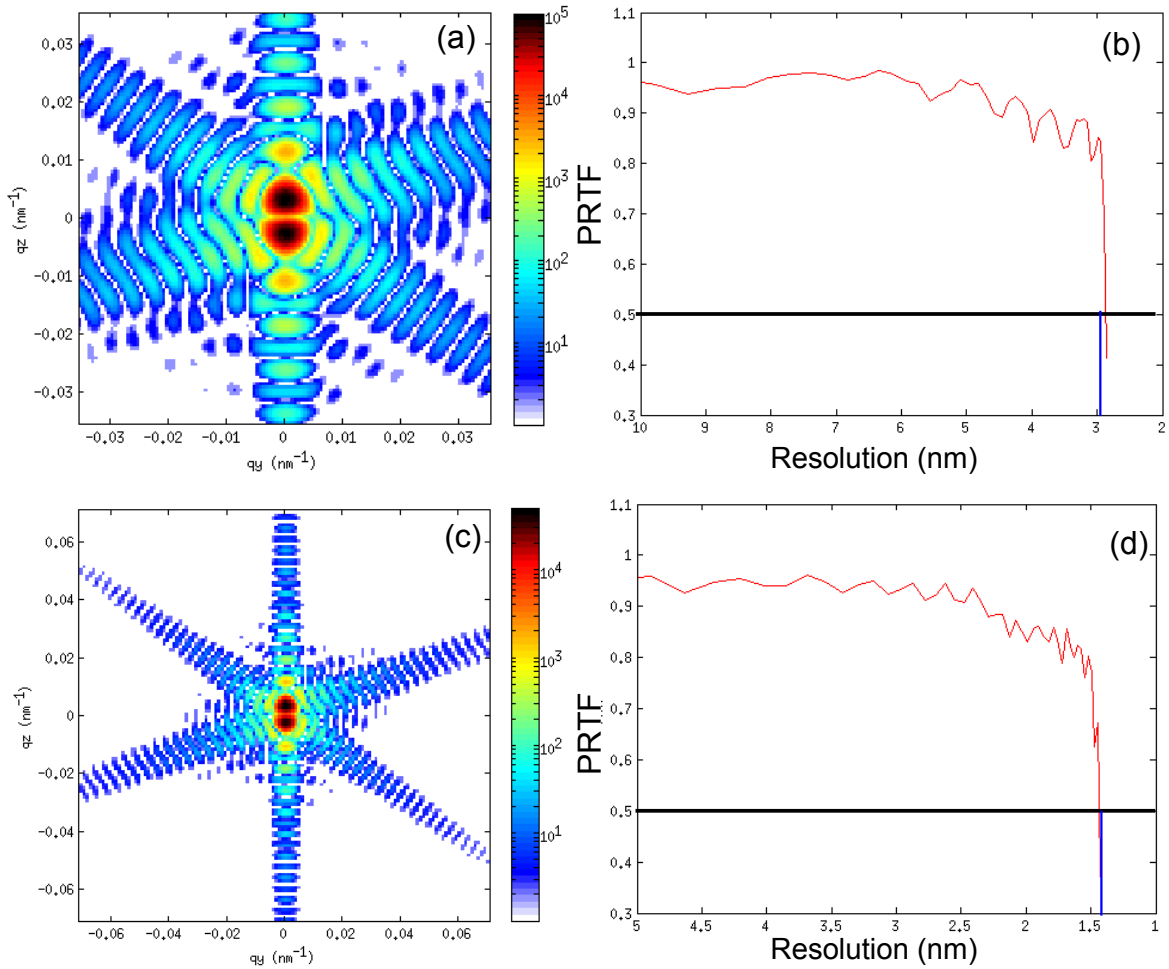 (a)
0.03
0.02
0.01
0
-0.01
-0.02
-0.03
qz (nm⁻¹)
-0.03 -0.02 -0.01 0 0.01 0.02 0.03
qy (nm⁻¹)
10⁵
10⁴
10³
10²
10¹
(b)
1.1
1
0.9
0.8
0.7
0.6
0.5
0.4
0.3
PRTF
10 9 8 7 6 5 4 3 2
Resolution (nm)
(c)
0.06
0.04
0.02
0
-0.02
-0.04
-0.06
qz (nm⁻¹)
-0.06 -0.04 -0.02 0 0.02 0.04 0.06
qy (nm⁻¹)
10⁴
10³
10²
10¹
(d)
1.1
1
0.9
0.8
0.7
0.6
0.5
0.4
0.3
PRTF
5 4.5 4 3.5 3 2.5 2 1.5 1
Resolution (nm)